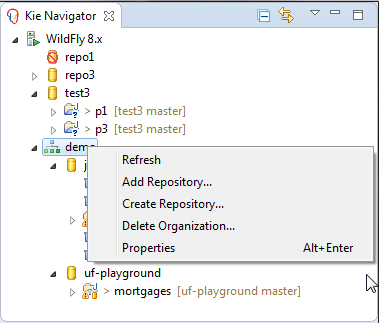 Kie Navigator
WildFly 8.x
repo1
repo3
test3
> p1 [test3 master]
> p3 [test3 master]
demo
Refresh
Add Repository...
Create Repository...
Delete Organization...
Properties Alt+Enter
uf-playground
> mortgages [uf-playground master]